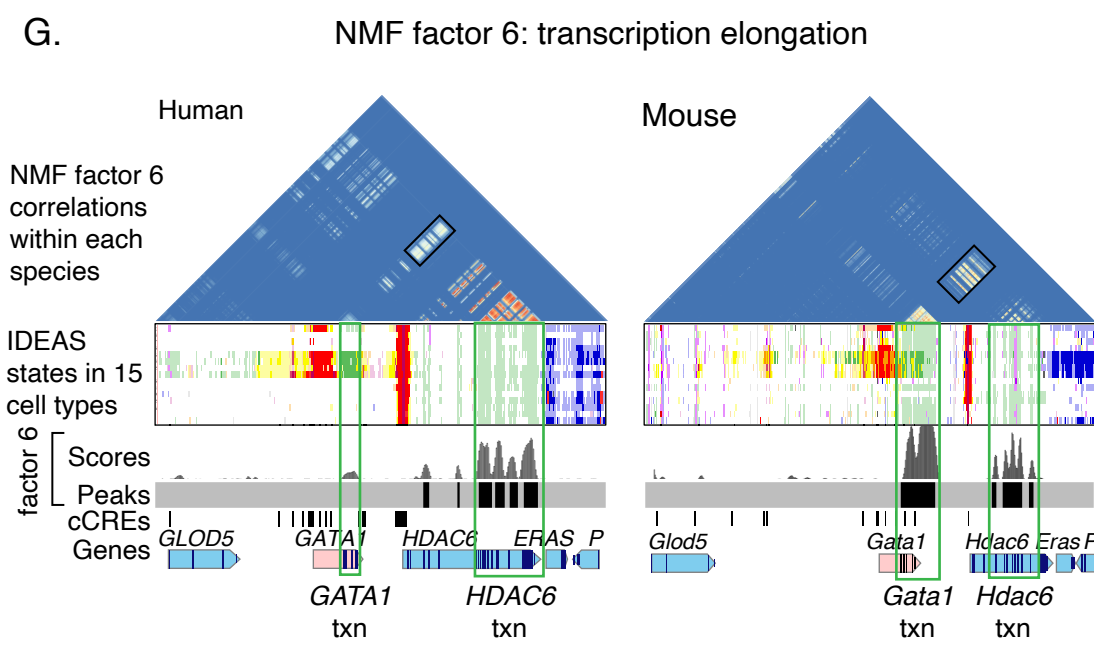 G.
NMF factor 6: transcription elongation
Human
Mouse
NMF factor 6
correlations
within each
species
IDEAS
states in 15
cell types
factor 6
Scores
Peaks
cCREs
Genes
GLOD5 GATA1 HDAC6 ERAS P
Glod5 Gata1 Hdac6 Eras P
GATA1
txn
HDAC6
txn
Gata1
txn
Hdac6
txn